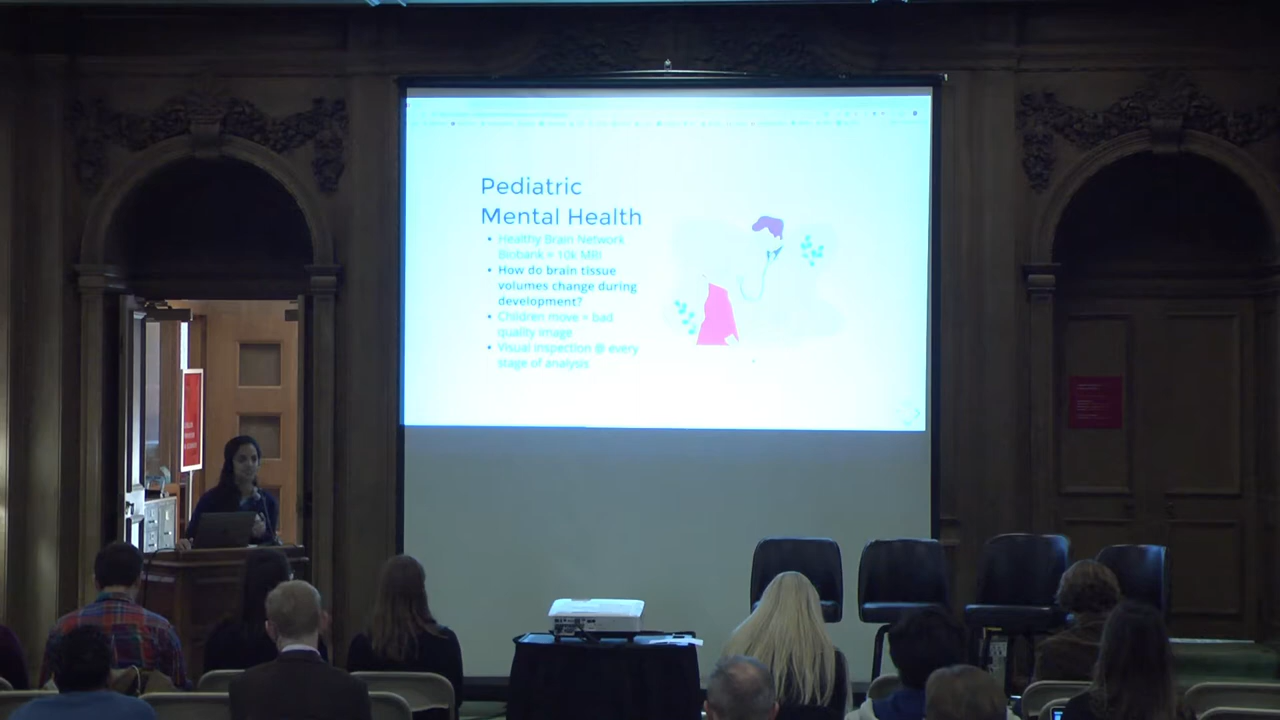 Pediatric
Mental Health
• Healthy Brain Network
Biobank = 10k MRI
• How do brain tissue
volumes change during
development?
• Children move = bad
quality image
• Visual inspection @ every
stage of analysis